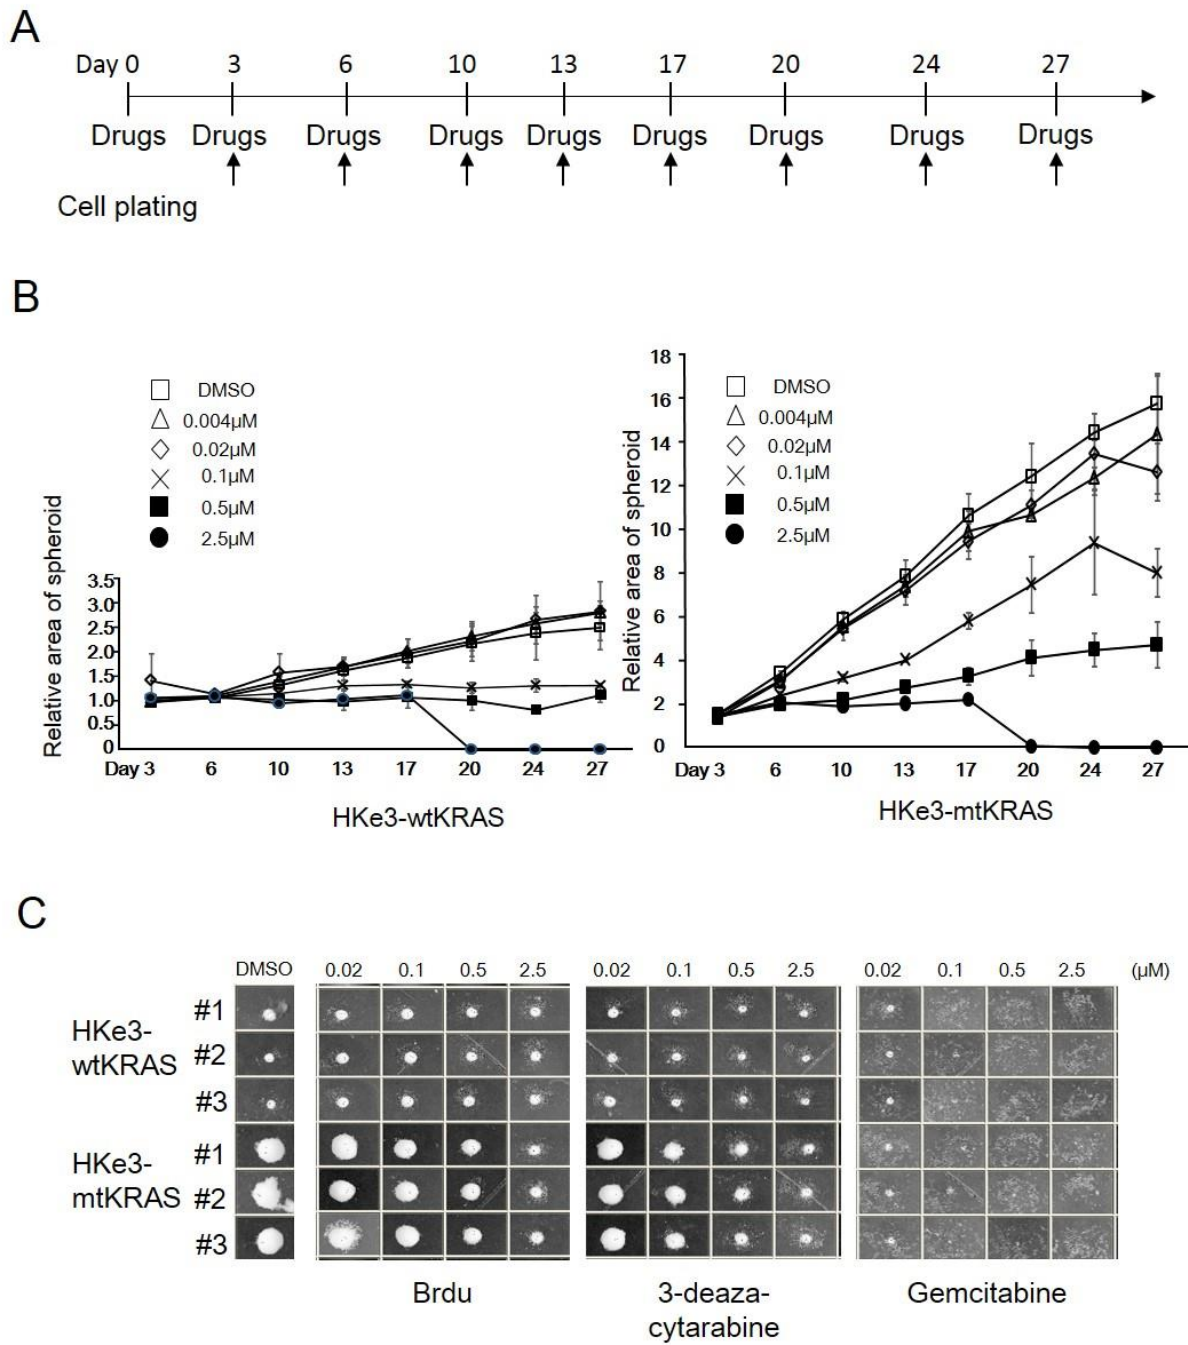 A
Day 0 3 6 10 13 17 20 24 27
Drugs Drugs Drugs Drugs Drugs Drugs Drugs Drugs Drugs
Cell plating
B
DMSO
0.004µM
0.02µM
0.1µM
0.5µM
2.5µM
Relative area of spheroid
3.5
3.0
2.5
2.0
1.5
1.0
0.5
0
Day 3 6 10 13 17 20 24 27
HKe3-wtKRAS
DMSO
0.004µM
0.02µM
0.1µM
0.5µM
2.5µM
Relative area of spheroid
18
16
14
12
10
8
6
4
2
0
Day 3 6 10 13 17 20 24 27
HKe3-mtKRAS
C
DMSO 0.02 0.1 0.5 2.5 0.02 0.1 0.5 2.5 0.02 0.1 0.5 2.5 (µM)
HKe3-
wtKRAS
#1
#2
#3
HKe3-
mtKRAS
#1
#2
#3
Brdu
3-deaza-
cytarabine
Gemcitabine